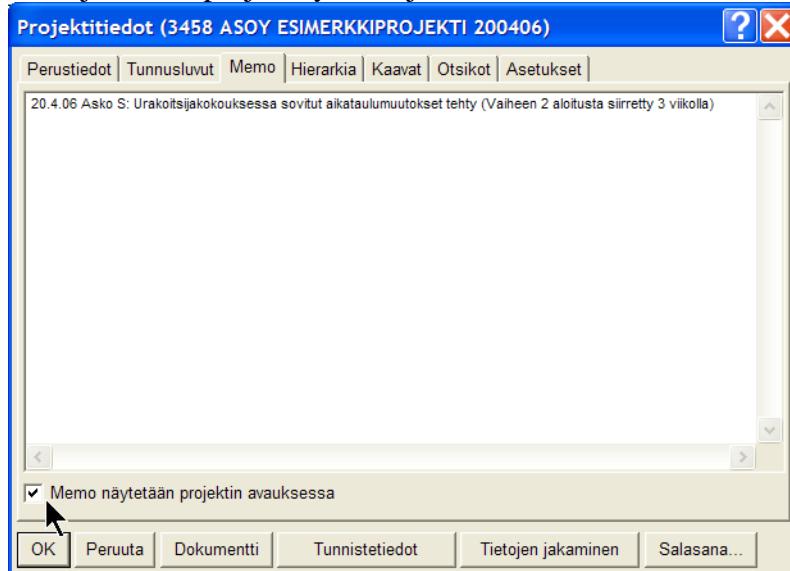 Projektitiedot (3458 ASOY ESIMERKKIPROJEKTI 200406)
Perustiedot Tunnusluvut Memo Hierarkia Kaavat Otsikot Asetukset
20.4.06 Asko S: Urakoitsijakokouksessa sovitut aikataulumuutokset tehty (Vaiheen 2 aloitusta siirretty 3 viikolla)
Memo näytetään projektin avauksessa
OK Peruuta Dokumentti Tunnistetiedot Tietojen jakaminen Salasana...